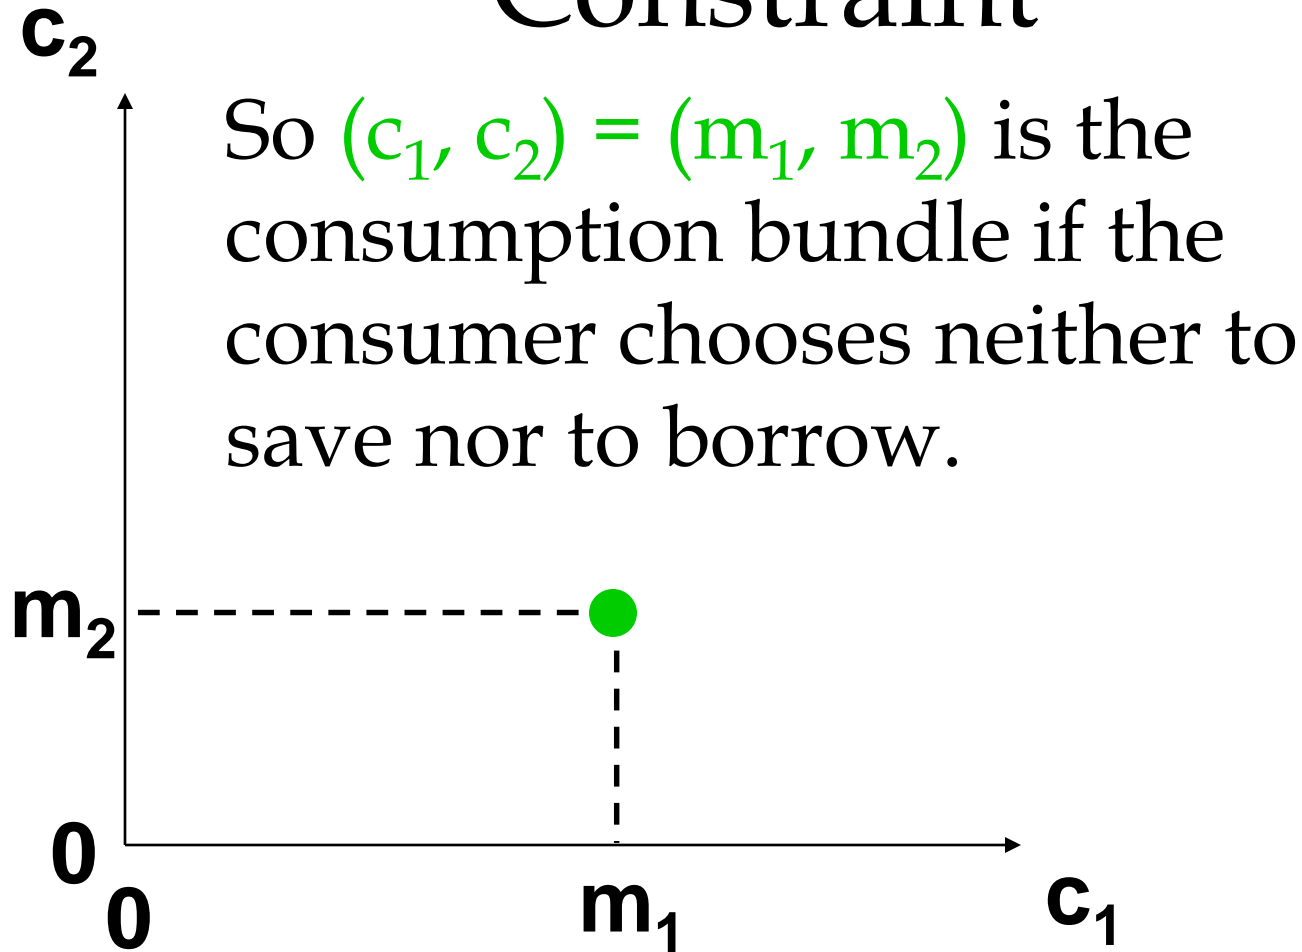 Constraint
c₂
So (c₁, c₂) = (m₁, m₂) is the
consumption bundle if the
consumer chooses neither to
save nor to borrow.
m₂
0
0
m₁
c₁